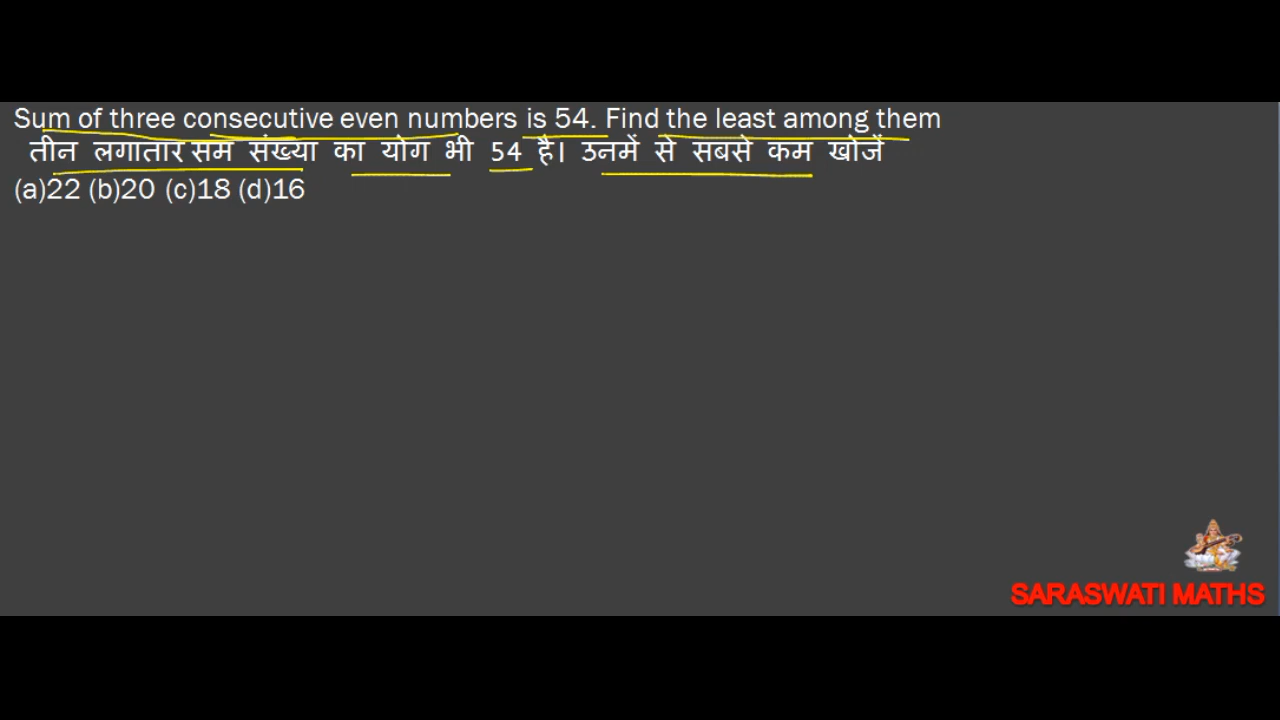 Sum of three consecutive even numbers is 54. Find the least among them
तीन लगातार सम संख्या का योग भी 54 है। उनमें से सबसे कम खोजें
(a)22 (b)20 (c)18 (d)16
SARASWATI MATHS